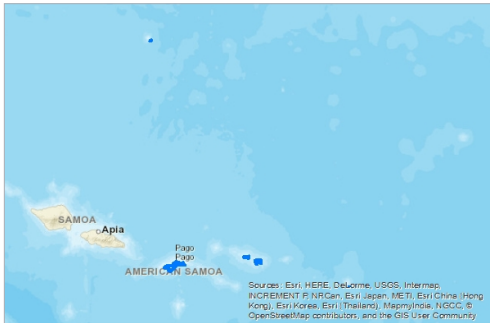 SAMOA
Apia
Pago
Pago
AMERICAN SAMOA
Sources: Esri, HERE, DeLorme, USGS, Intermap,
INCREMENT P, NRCan, Esri Japan, METI, Esri China (Hong
Kong), Esri Korea, Esri (Thailand), MapmyIndia, NGCC, ©
OpenStreetMap contributors, and the GIS User Community